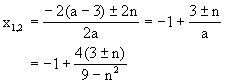 x₁,₂ = (-2(a-3) ± 2n)/(2a) = -1 + (3 ± n)/a
= -1 + (4(3 ± n))/(9 - n²)